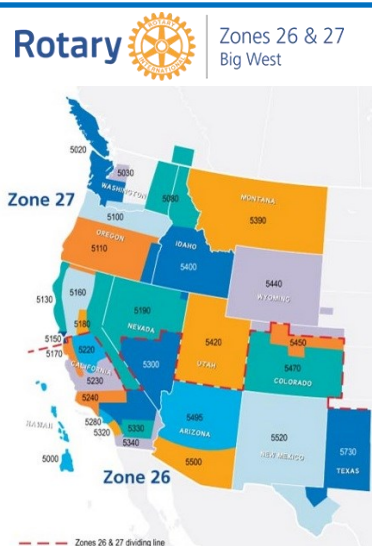 Rotary
ROTARY
INTERNATIONAL
Zones 26 & 27
Big West
5020
5030
WASHINGTON
5080
MONTANA
5390
Zone 27
5100
OREGON
5110
IDAHO
5400
5440
WYOMING
5130
5160
5190
NEVADA
5180
5150
5170
5220
CALIFORNIA
5230
5300
5420
UTAH
5450
5470
COLORADO
5240
5280
5320
5330
5340
5495
ARIZONA
5500
5520
NEW MEXICO
5730
TEXAS
HAWAII
5000
Zone 26
Zones 26 & 27 dividing line